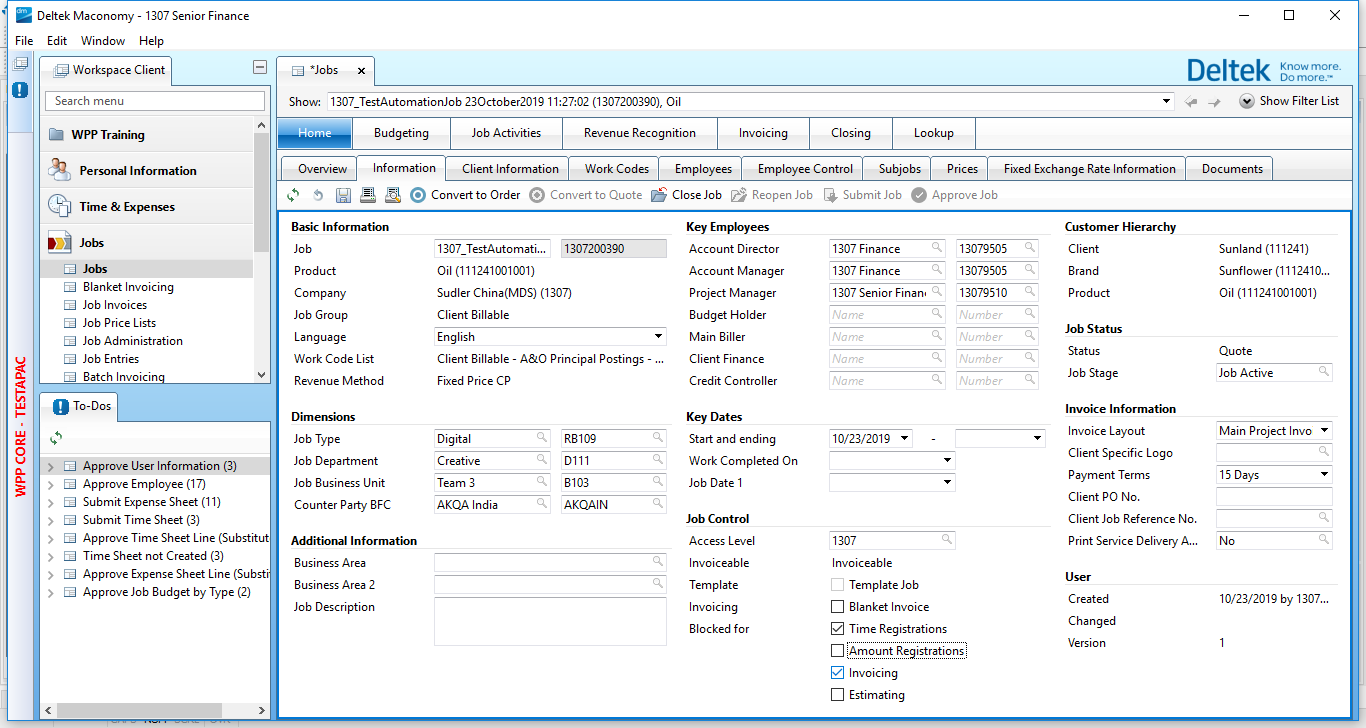 Deltek Maconomy - 1307 Senior Finance
File Edit Window Help
Workspace Client
*Jobs
Deltek Know more. Do more.™
Search menu
Show: 1307_TestAutomationJob 23October2019 11:27:02 (1307200390), Oil
Show Filter List
WPP Training
Personal Information
Time & Expenses
Jobs
Jobs
Blanket Invoicing
Job Invoices
Job Price Lists
Job Administration
Job Entries
Batch Invoicing
WPP CORE - TESTAPAC
To-Dos
Approve User Information (3)
Approve Employee (17)
Submit Expense Sheet (11)
Submit Time Sheet (3)
Approve Time Sheet Line (Substitut
Time Sheet not Created (3)
Approve Expense Sheet Line (Substi
Approve Job Budget by Type (2)
Home Budgeting Job Activities Revenue Recognition Invoicing Closing Lookup
Overview Information Client Information Work Codes Employees Employee Control Subjobs Prices Fixed Exchange Rate Information Documents
Convert to Order Convert to Quote Close Job Reopen Job Submit Job Approve Job
Basic Information
Job 1307_TestAutomati... 1307200390
Product Oil (111241001001)
Company Sudler China(MDS) (1307)
Job Group Client Billable
Language English
Work Code List Client Billable - A&O Principal Postings - ...
Revenue Method Fixed Price CP
Dimensions
Job Type Digital RB109
Job Department Creative D111
Job Business Unit Team 3 B103
Counter Party BFC AKQA India AKQAIN
Additional Information
Business Area
Business Area 2
Job Description
Key Employees
Account Director 1307 Finance 13079505
Account Manager 1307 Finance 13079505
Project Manager 1307 Senior Finan 13079510
Budget Holder Name Number
Main Biller Name Number
Client Finance Name Number
Credit Controller Name Number
Key Dates
Start and ending 10/23/2019 -
Work Completed On
Job Date 1
Job Control
Access Level 1307
Invoiceable Invoiceable
Template Template Job
Invoicing Blanket Invoice
Blocked for Time Registrations
Amount Registrations
Invoicing
Estimating
Customer Hierarchy
Client Sunland (111241)
Brand Sunflower (1112410...
Product Oil (111241001001)
Job Status
Status Quote
Job Stage Job Active
Invoice Information
Invoice Layout Main Project Invo
Client Specific Logo
Payment Terms 15 Days
Client PO No.
Client Job Reference No.
Print Service Delivery A... No
User
Created 10/23/2019 by 1307...
Changed
Version 1